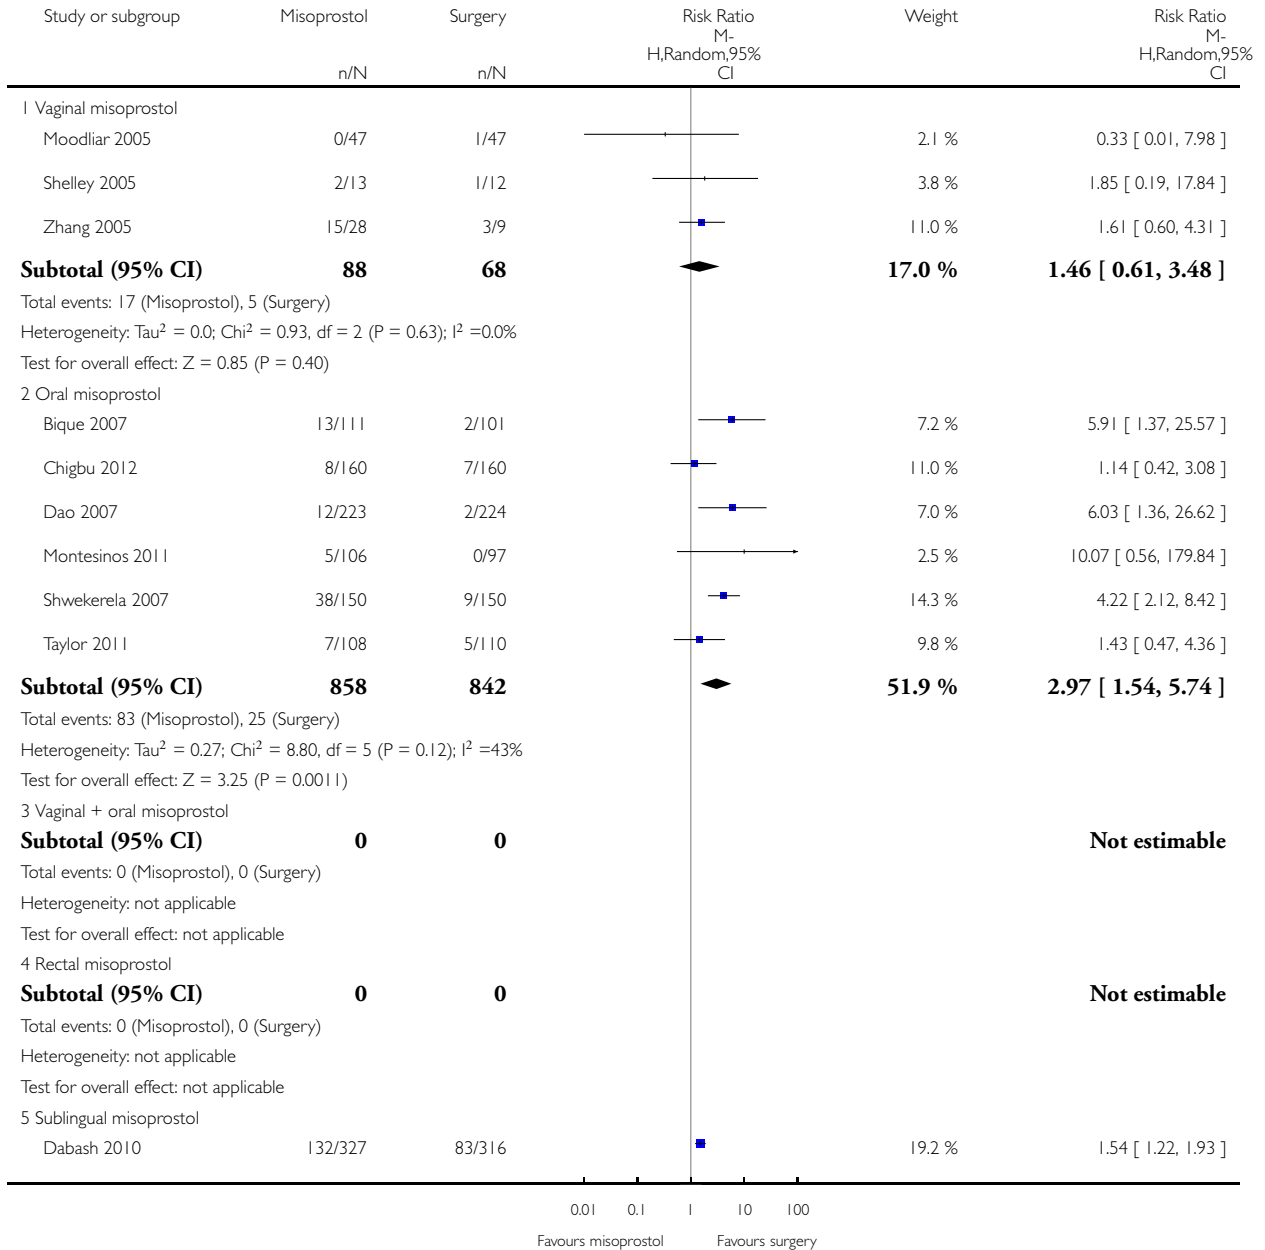 Study or subgroup Misoprostol Surgery Risk Ratio Weight Risk Ratio
M- M-
H,Random,95% H,Random,95%
n/N n/N CI CI
1 Vaginal misoprostol
Moodliar 2005 0/47 1/47 2.1 % 0.33 [ 0.01, 7.98 ]
Shelley 2005 2/13 1/12 3.8 % 1.85 [ 0.19, 17.84 ]
Zhang 2005 15/28 3/9 11.0 % 1.61 [ 0.60, 4.31 ]
Subtotal (95% CI) 88 68 17.0 % 1.46 [ 0.61, 3.48 ]
Total events: 17 (Misoprostol), 5 (Surgery)
Heterogeneity: Tau² = 0.0; Chi² = 0.93, df = 2 (P = 0.63); I² =0.0%
Test for overall effect: Z = 0.85 (P = 0.40)
2 Oral misoprostol
Bique 2007 13/111 2/101 7.2 % 5.91 [ 1.37, 25.57 ]
Chigbu 2012 8/160 7/160 11.0 % 1.14 [ 0.42, 3.08 ]
Dao 2007 12/223 2/224 7.0 % 6.03 [ 1.36, 26.62 ]
Montesinos 2011 5/106 0/97 2.5 % 10.07 [ 0.56, 179.84 ]
Shwekerela 2007 38/150 9/150 14.3 % 4.22 [ 2.12, 8.42 ]
Taylor 2011 7/108 5/110 9.8 % 1.43 [ 0.47, 4.36 ]
Subtotal (95% CI) 858 842 51.9 % 2.97 [ 1.54, 5.74 ]
Total events: 83 (Misoprostol), 25 (Surgery)
Heterogeneity: Tau² = 0.27; Chi² = 8.80, df = 5 (P = 0.12); I² =43%
Test for overall effect: Z = 3.25 (P = 0.0011)
3 Vaginal + oral misoprostol
Subtotal (95% CI) 0 0 Not estimable
Total events: 0 (Misoprostol), 0 (Surgery)
Heterogeneity: not applicable
Test for overall effect: not applicable
4 Rectal misoprostol
Subtotal (95% CI) 0 0 Not estimable
Total events: 0 (Misoprostol), 0 (Surgery)
Heterogeneity: not applicable
Test for overall effect: not applicable
5 Sublingual misoprostol
Dabash 2010 132/327 83/316 19.2 % 1.54 [ 1.22, 1.93 ]
0.01 0.1 1 10 100
Favours misoprostol Favours surgery